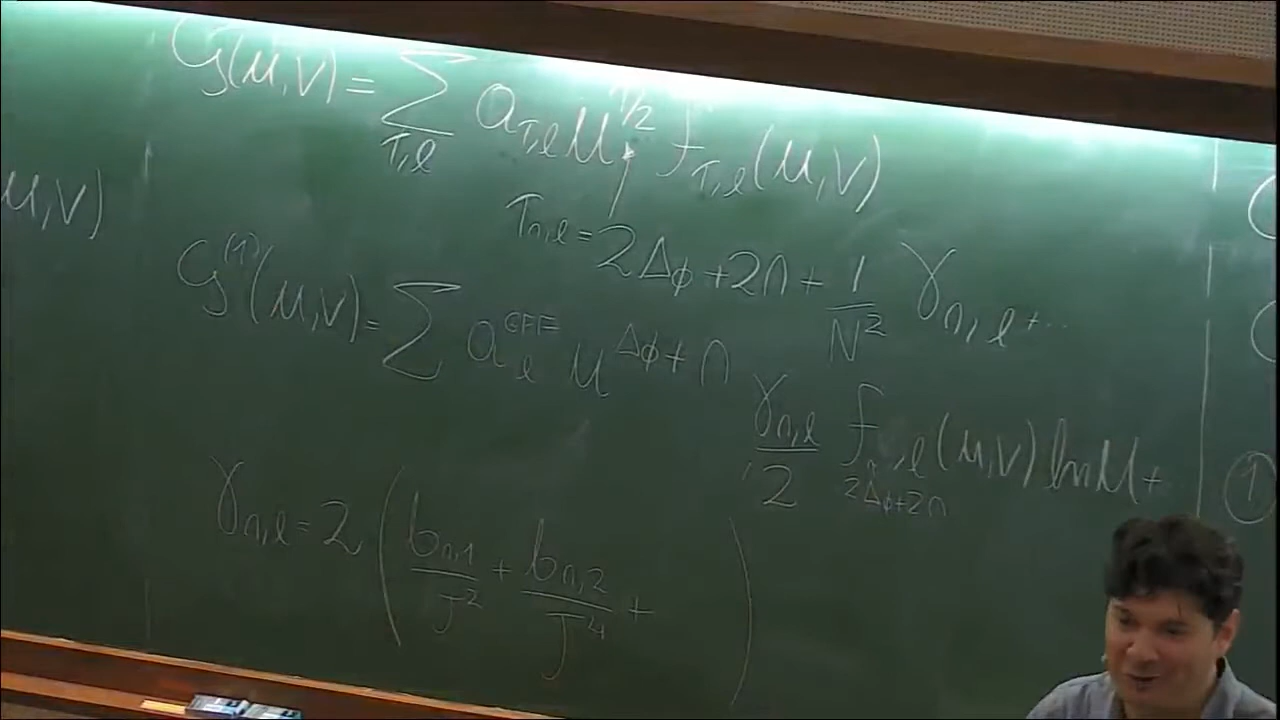 G(u,v) = Σ_{τ,ℓ} a_{τ,ℓ} u^{τ/2} f_{τ,ℓ}(u,v)
u,v)
τ_{n,ℓ} = 2Δ_φ + 2n + 1/N² γ_{n,ℓ} + ...
G^{(1)}(u,v) = Σ a_ℓ^{GFF} u^{Δ_φ + n}
γ_{n,ℓ}/2 f_{2Δ_φ+2n,ℓ}(u,v) ln u +
γ_{n,ℓ} = 2 ( b_{n,1}/J² + b_{n,2}/J⁴ + )
1